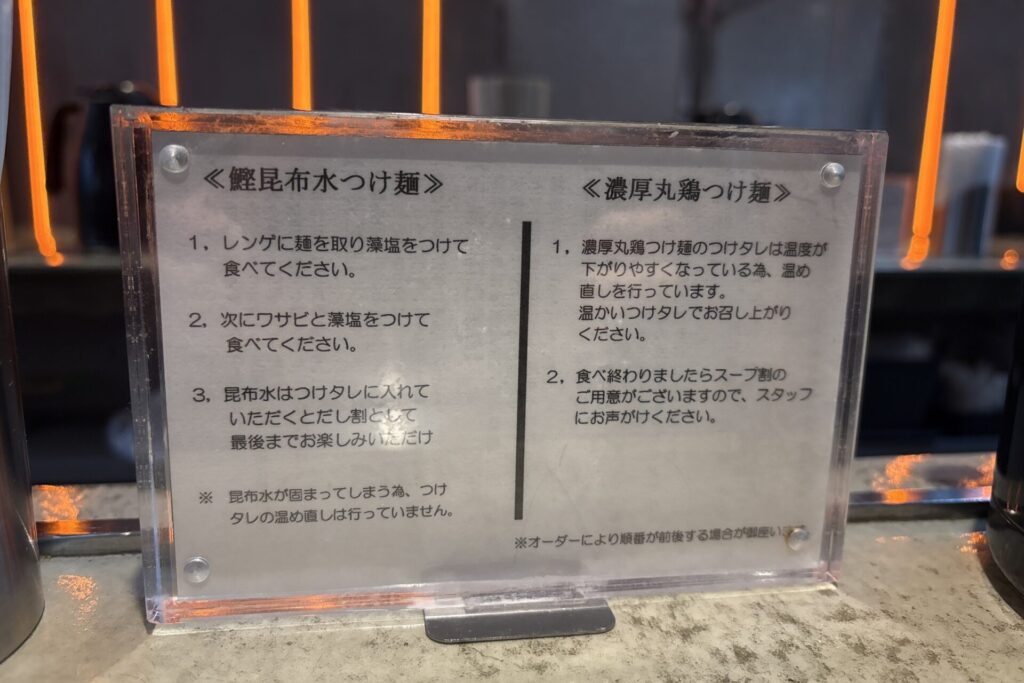 ≪鰹昆布水つけ麺≫
1，レンゲに麺を取り藻塩をつけて
食べてください。
2，次にワサビと藻塩をつけて
食べてください。
3，昆布水はつけタレに入れて
いただくとだし割として
最後までお楽しみいただけ
※ 昆布水が固まってしまう為、つけ
タレの温め直しは行っていません。
≪濃厚丸鶏つけ麺≫
1，濃厚丸鶏つけ麺のつけタレは温度が
下がりやすくなっている為、温め
直しを行っています。
温かいつけタレでお召し上がり
ください。
2，食べ終わりましたらスープ割の
ご用意がございますので、スタッフ
にお声がけください。
※オーダーにより順番が前後する場合が御座い